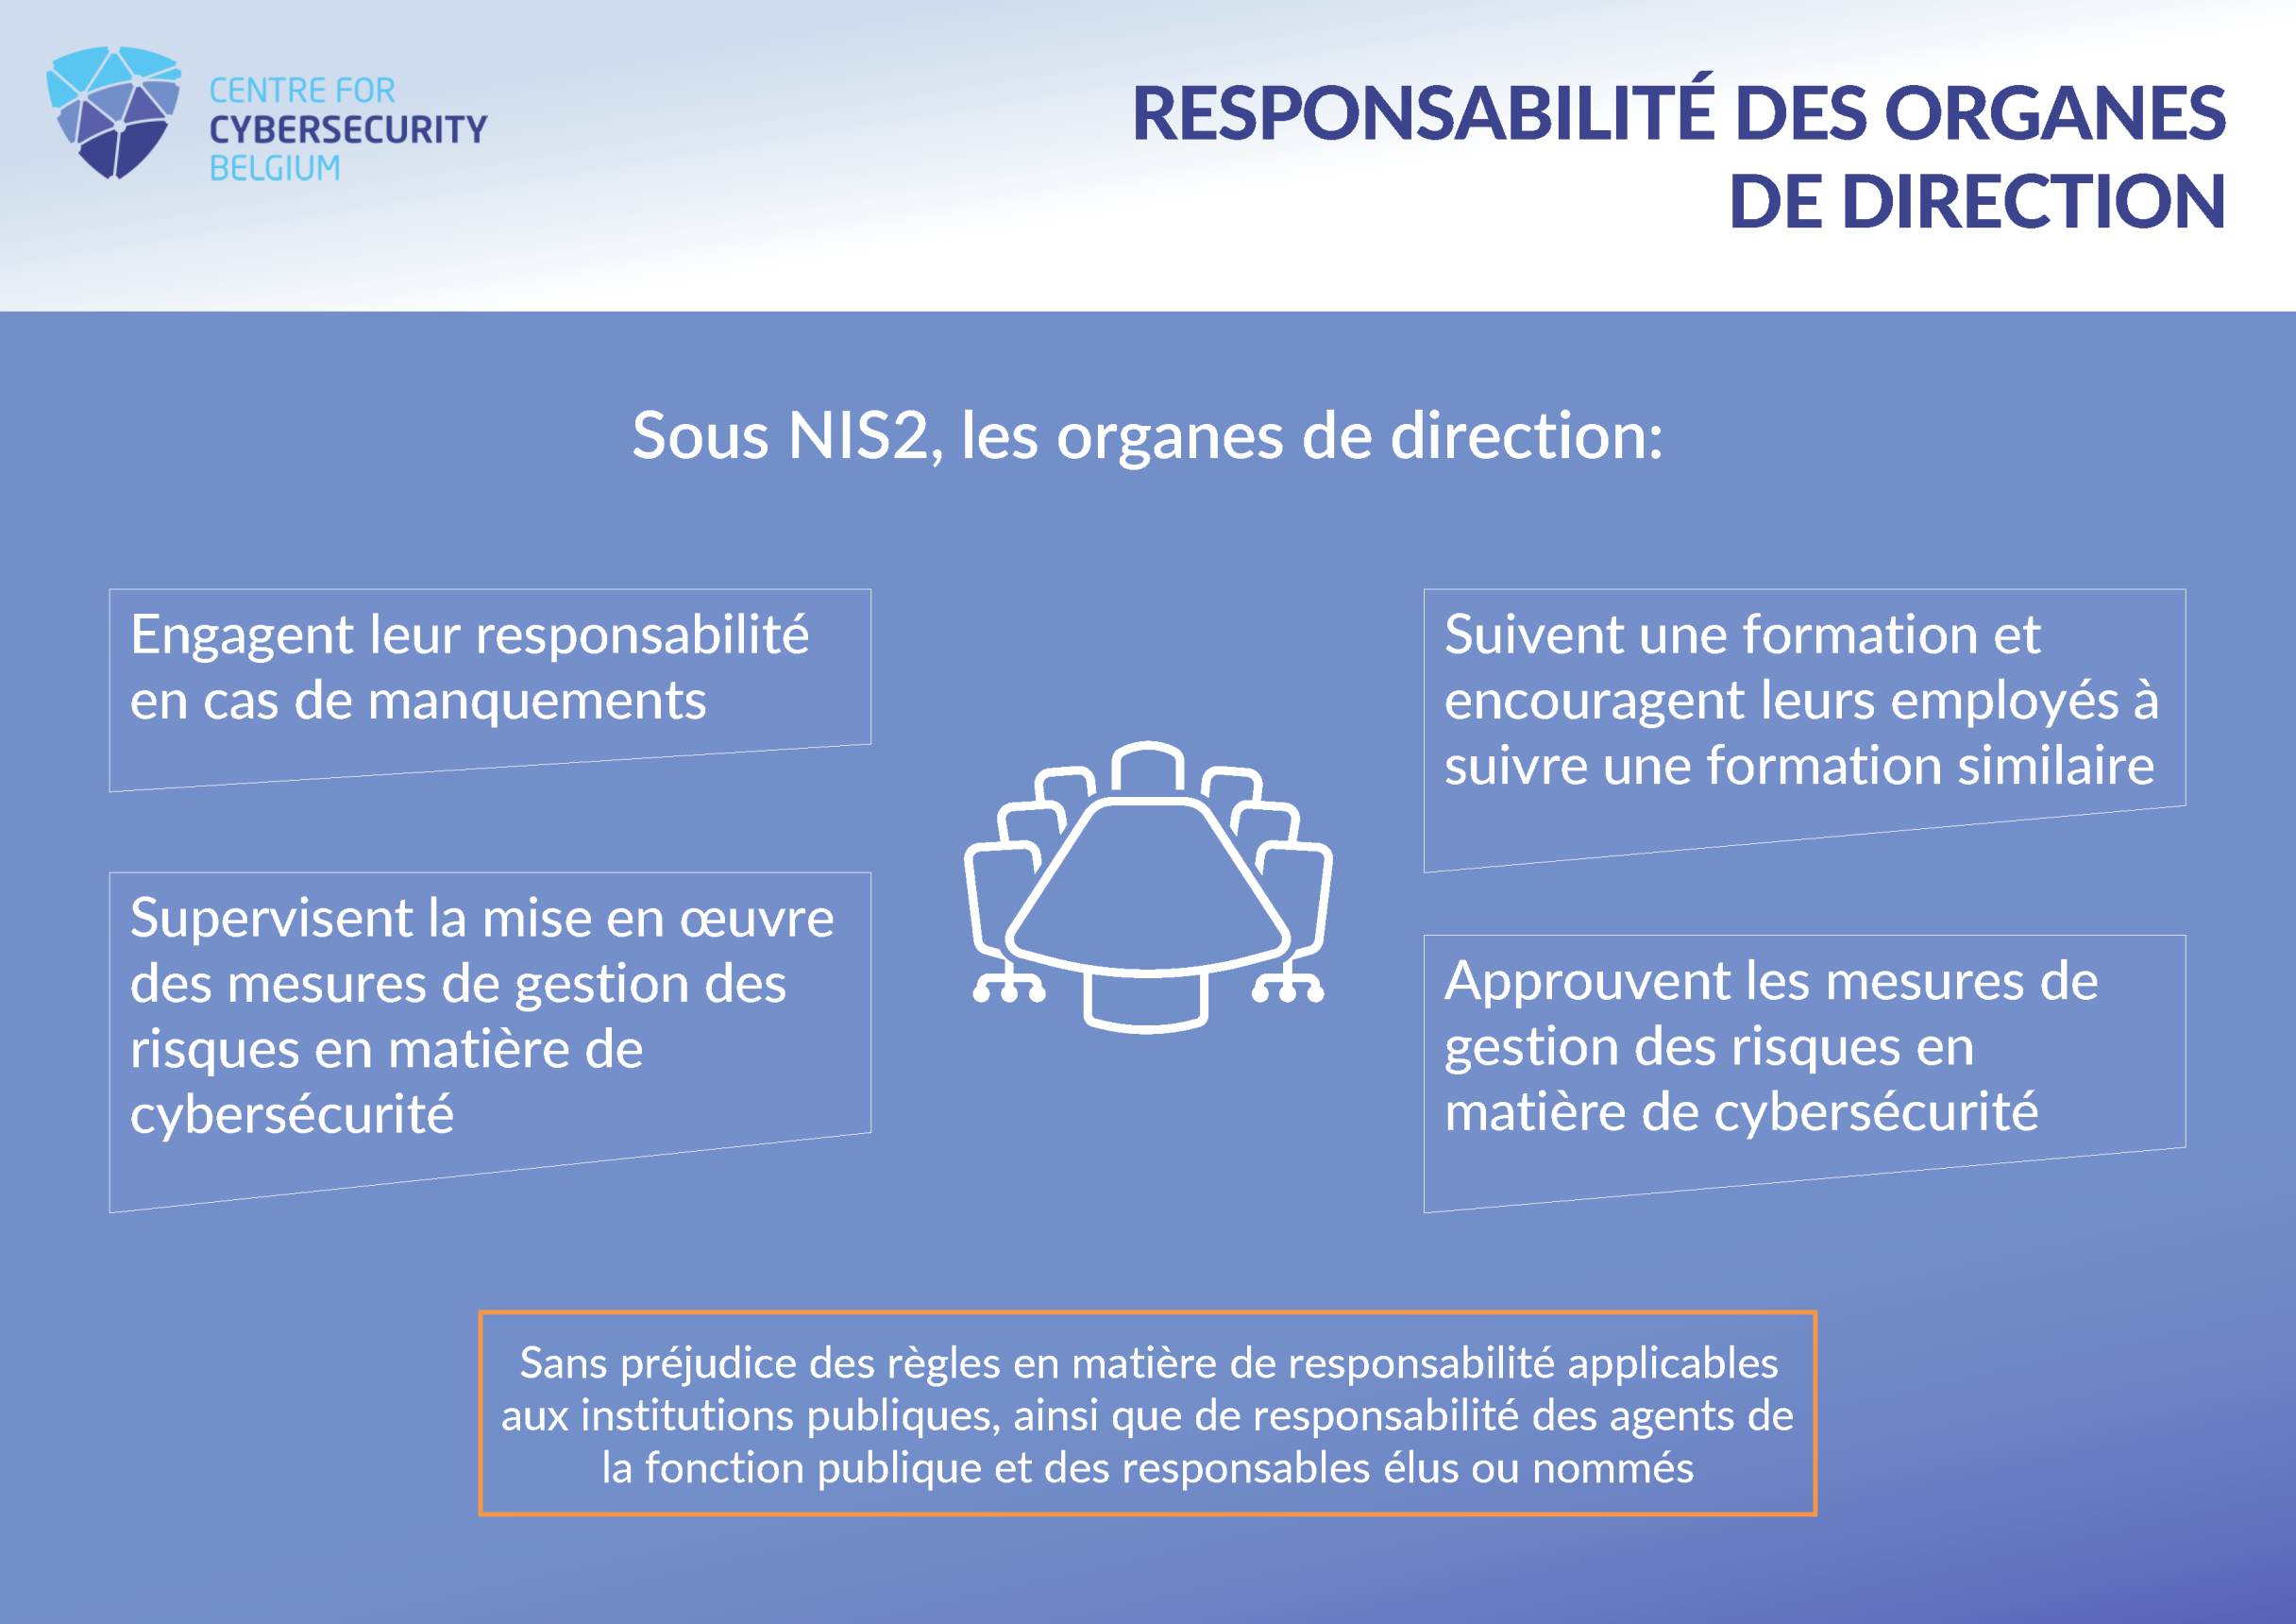 CENTRE FOR
CYBERSECURITY
BELGIUM
RESPONSABILITÉ DES ORGANES
DE DIRECTION
Sous NIS2, les organes de direction:
Engagent leur responsabilité
en cas de manquements
Supervisent la mise en œuvre
des mesures de gestion des
risques en matière de
cybersécurité
Suivent une formation et
encouragent leurs employés à
suivre une formation similaire
Approuvent les mesures de
gestion des risques en
matière de cybersécurité
Sans préjudice des règles en matière de responsabilité applicables
aux institutions publiques, ainsi que de responsabilité des agents de
la fonction publique et des responsables élus ou nommés